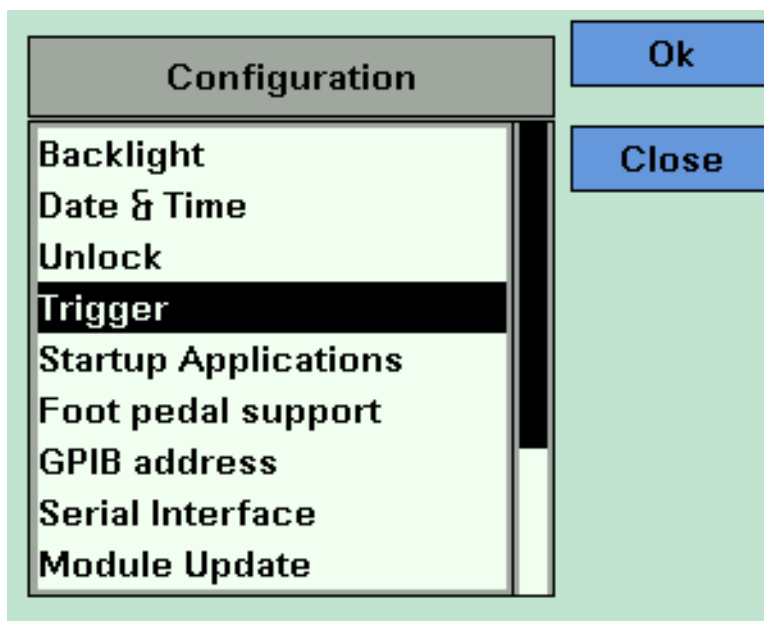 Configuration
Ok
Close
Backlight
Date & Time
Unlock
Trigger
Startup Applications
Foot pedal support
GPIB address
Serial Interface
Module Update